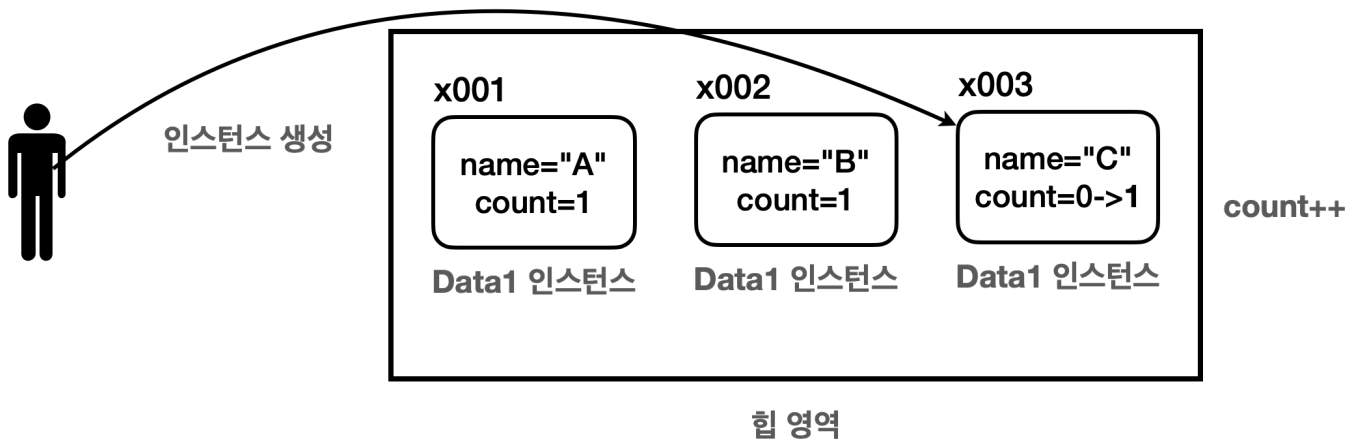 인스턴스 생성
x001
name="A"
count=1
Data1 인스턴스
x002
name="B"
count=1
Data1 인스턴스
x003
name="C"
count=0->1
Data1 인스턴스
count++
힙 영역